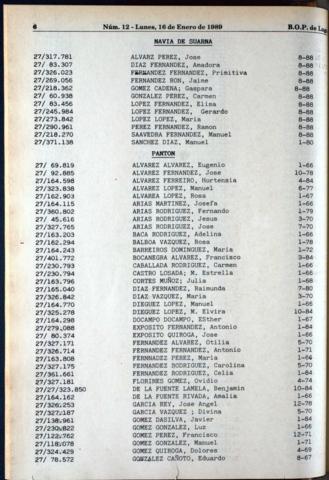 6 Núm. 12 - Lunes, 16 de Enero de 1989 B.O.P. de Lugo
NAVIA DE SUARNA
27/317.781 ALVARZ PEREZ, Jose 8-88
27/ 83.307 DIAZ FERNANDEZ, Amadora 8-88
27/326.023 FERNANDEZ FERNANDEZ, Primitiva 8-88
27/269.056 FERNANDEZ RON, Jaime 8-88
27/218.362 GOMEZ CADENA; Gaspara 8-88
27/ 60.938 GONZALEZ PEREZ, Carmen 8-88
27/ 83.456 LOPEZ FERNANDEZ, Elisa 8-88
27/245.984 LOPEZ FERNANDEZ, Gerardo 8-88
27/273.842 LOPEZ LOPEZ, Maria 8-88
27/290.961 PEREZ FERNANDEZ, Ramon 8-88
27/218.270 SAAVEDRA FERNANDEZ, Manuel 8-88
27/371.138 SANCHEZ DIAZ, Manuel 1-80
PANTON
27/ 69.819 ALVAREZ ALVAREZ, Eugenio 1-66
27/ 92.885 ALVAREZ FERNANDEZ, Jose 10-78
27/164.598 ALVAREZ FERREIRO, Hortensia 4-84
27/323.838 ALVAREZ LOPEZ, Manuel 6-77
27/162.903 ALVAREA LOPEZ, Rosa 1-67
27/164.115 ARIAS MARTINEZ, Josefa 1-66
27/360.802 ARIAS RODRIGUEZ, Fernando 1-79
27/ 45.616 ARIAS RODRIGUEZ, Jesus 3-70
27/327.765 ARIAS RODRIGUEZ, Jose 7-70
27/163.203 BACA RODRIGUEZ, Adelina 1-66
27/162.294 BALBOA VAZQUEZ, Rosa 1-78
27/164.243 BARREIROS DOMINGUEZ, Maria 1-72
27/401.772 BOCANEGRA ALVAREZ, Francisco 3-84
27/230.793 CABALLADA RODRIGUEZ, Carmen 1-66
27/230.794 CASTRO LOSADA; M. Estrella 1-66
27/163.796 CORTES MUÑOZ; Julia 1-68
27/165.040 DIAZ FERNANDEZ, Raimunda 7-80
27/326.842 DIAZ VAZQUEZ, Maria 3-70
27/164.770 DIEGUEZ LOPEZ, Manuel 1-66
27/325.278 DIEGUEZ LOPEZ, M. Elvira 10-84
27/164.298 DOCAMPO DOCAMPO, ESther 1-67
27/279.088 EXPOSITO FERNANDEZ, Antonio 1-84
27/ 80.374 EXPOSITO QUIROGA, Jose 1-66
27/327.171 FERNANDEZ ALVAREZ, Otilia 5-70
27/326.714 FERNANDEZ FERNANDEZ, Antonio 1-71
27/163.808 FERNANDEZ PEREZ, Maria 1-64
27/327.175 FERNANDEZ RODRIGUEZ, Carolina 5-70
27/361.661 FERNANDEZ RODRIGUEZ, Celia 1-84
27/327.181 FLORINES GOMEZ, Ovidio 4-74
27/27/323.850 DE LA FUENTE LAMELA, Benjamin 10-84
27/164.162 DE LA FUENTE RIVADA, Amalia 1-66
27/326.253 GARCIA REY, Jose Angel 12-78
27/327.187 GARCIA VAZQUEZ ; Divina 5-70
27/138.961 GOMEZ DASILVA, Javier 1-84
27/230.822 GOMEZ GONZALEZ, Luz 1-66
27/122.762 GOMEZ PEREZ, Francisco 12-71
27/118.078 GOMEZ GONZALEZ, Manuel 1-71
27/324.429 GOMEZ QUIROGA, Dolores 4-69
27/ 78.572 GONZALEZ CAÑOTO, Eduardo 8-67